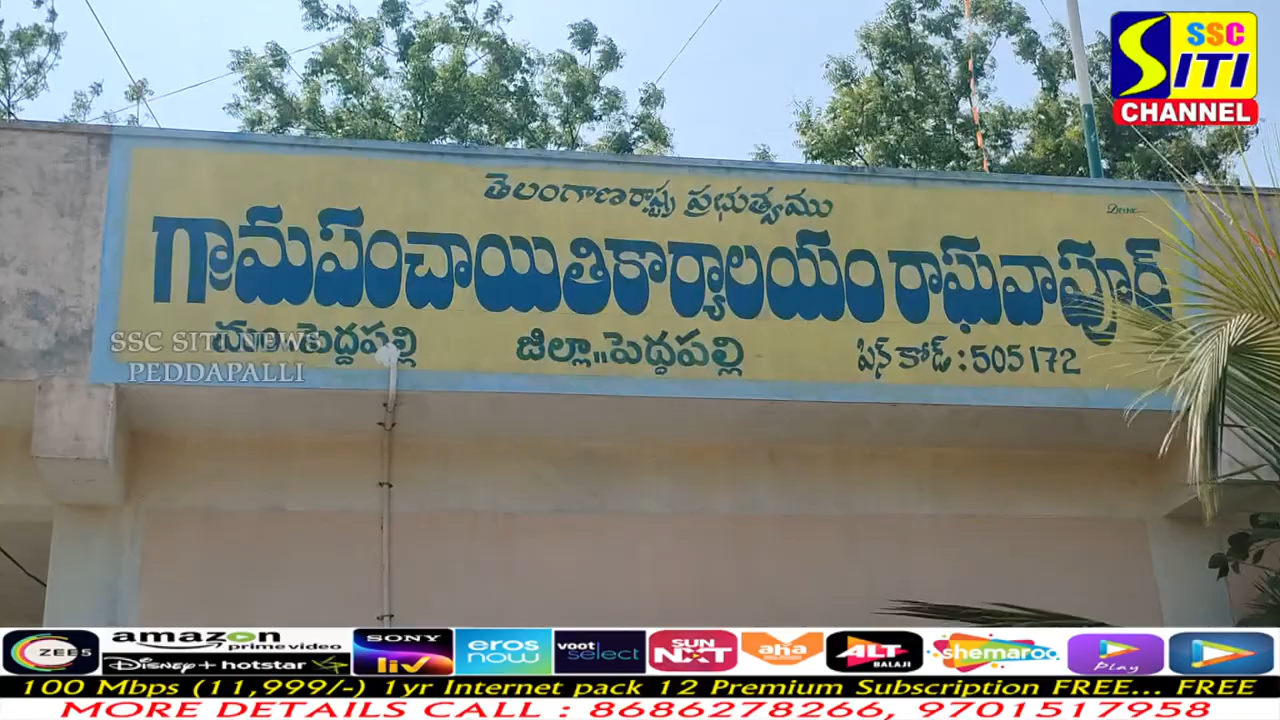 SSC
SITI
CHANNEL
తెలంగాణ రాష్ట్ర ప్రభుత్వము
గ్రామపంచాయితి కార్యాలయం రాఘవాపూర్
మం పెద్దపల్లి జిల్లా..పెద్దపల్లి పిన్ కోడ్ : 505172
SSC SITI NEWS
PEDDAPALLI
ZEE5 amazon prime video Disney+ hotstar SONY liv eros now voot select SUN NXT aha ALT BALAJI shemaroo Play
100 Mbps (11,999/-) 1yr Internet pack 12 Premium Subscription FREE... FREE
MORE DETAILS CALL : 8686278266, 9701517958